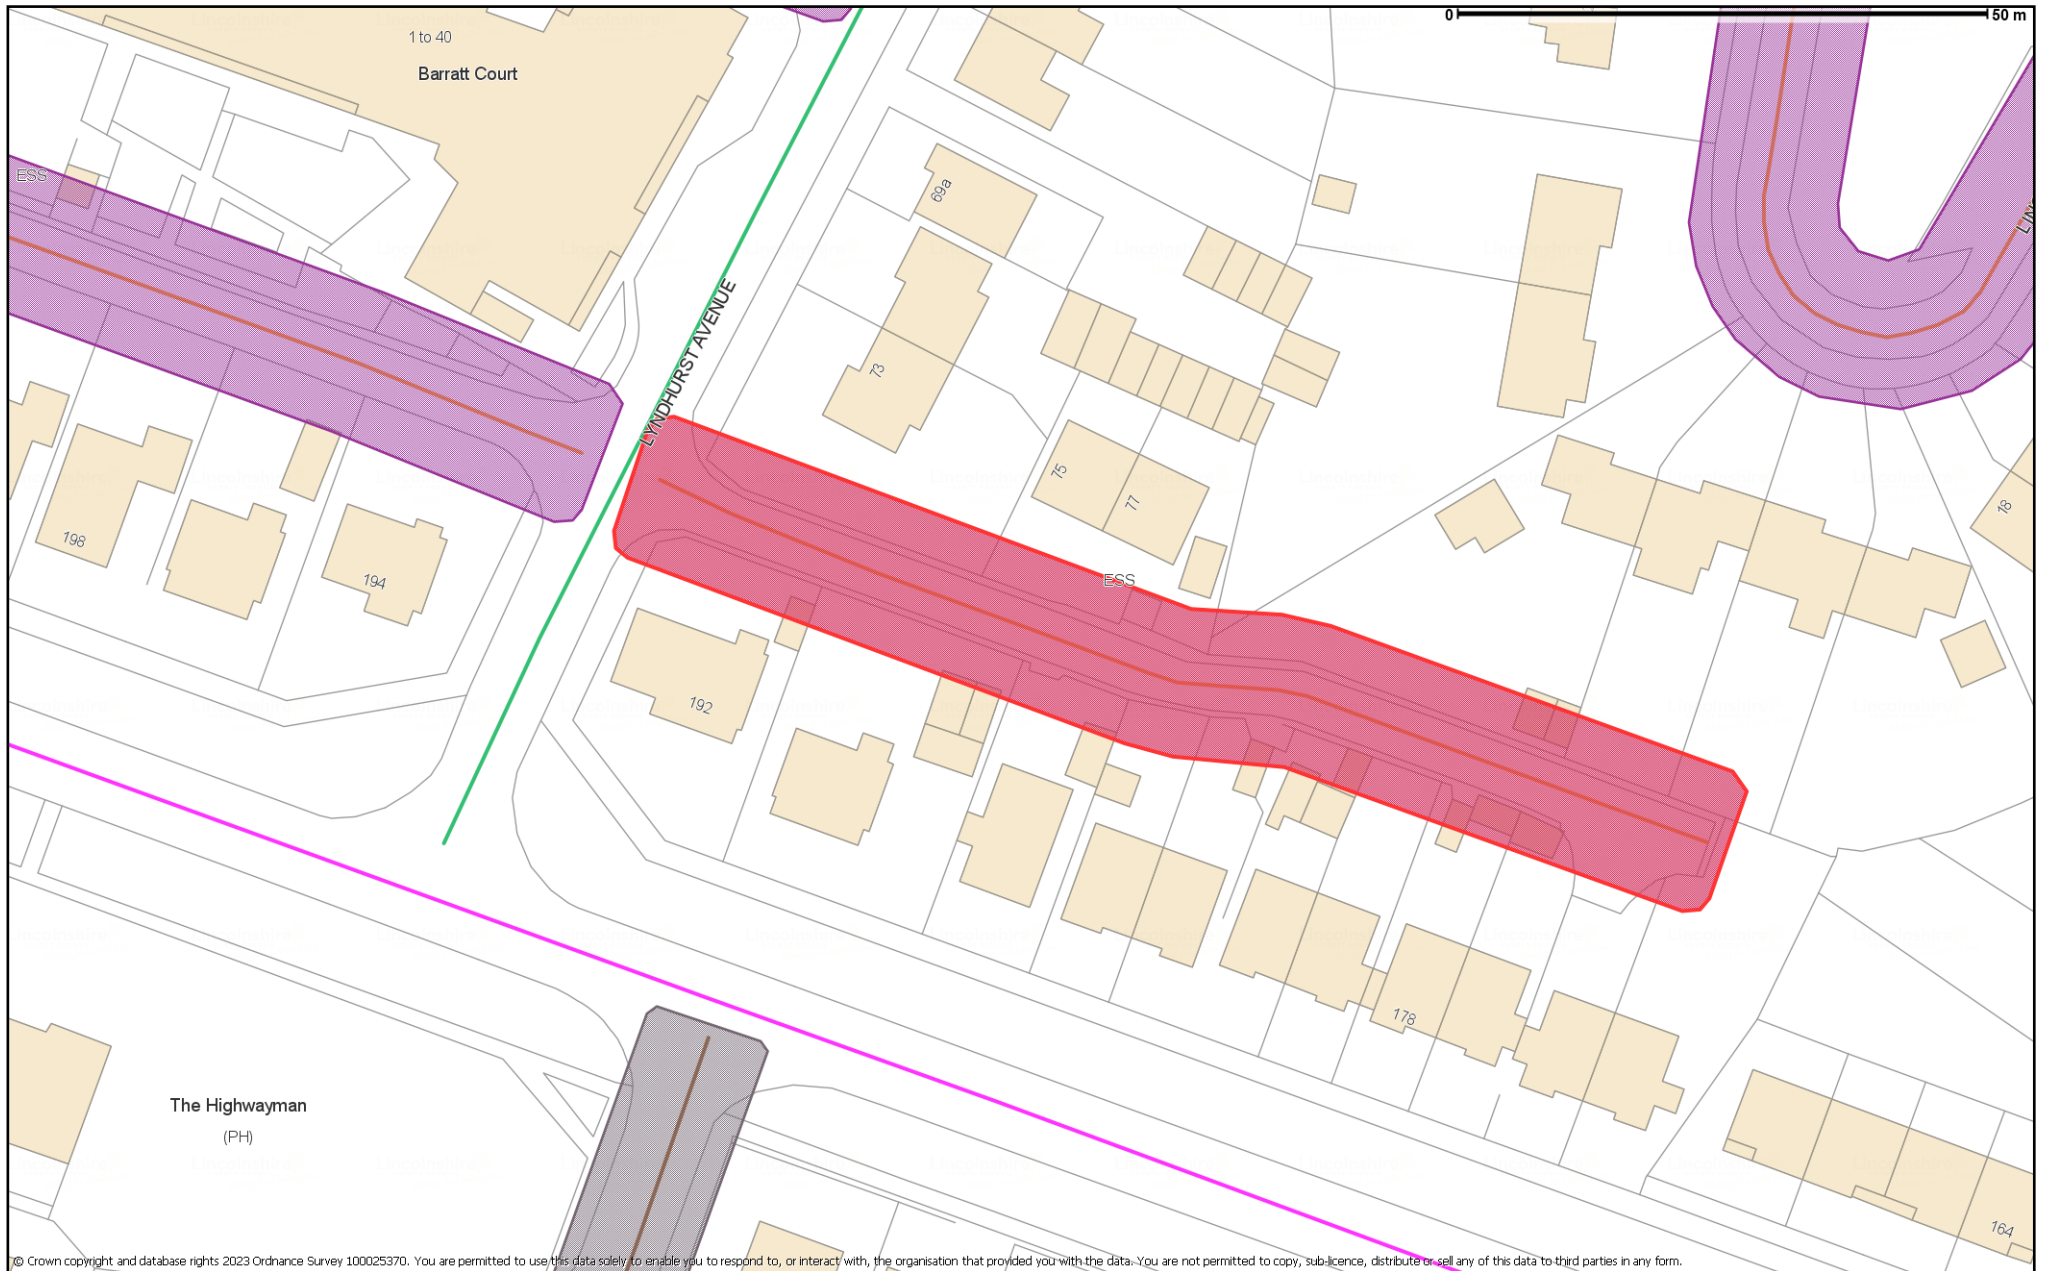 0 50 m
1 to 40
Barratt Court
ESS
69a
LYNDHURST AVENUE
73
75
77
18
198
194
ESS
192
178
The Highwayman
(PH)
164
© Crown copyright and database rights 2023 Ordnance Survey 100025370. You are permitted to use this data solely to enable you to respond to, or interact with, the organisation that provided you with the data. You are not permitted to copy, sub-licence, distribute or sell any of this data to third parties in any form.